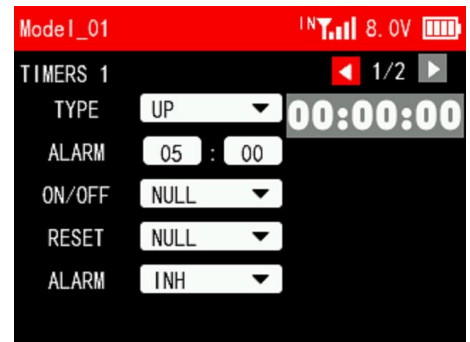 Model_01 IN 8.0V
TIMERS 1 1/2
TYPE UP 00:00:00
ALARM 05 : 00
ON/OFF NULL
RESET NULL
ALARM INH